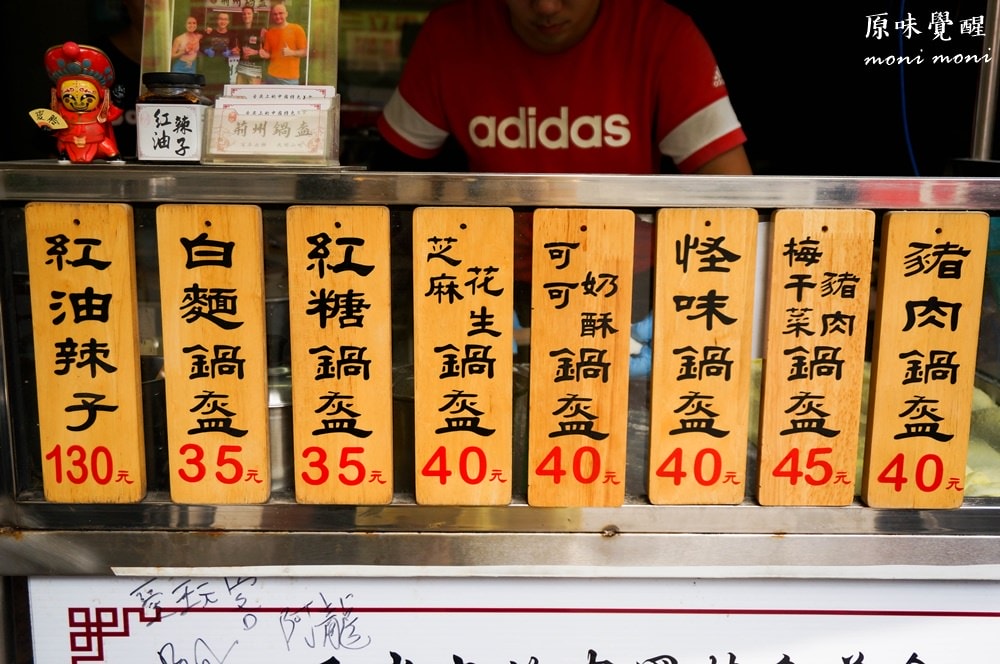 原味覺醒
moni moni
adidas
紅油
辣子
荊州鍋盔
紅油辣子
130元
白麵鍋盔
35元
紅糖鍋盔
35元
芝麻花生鍋盔
40元
可可奶酥鍋盔
40元
怪味鍋盔
40元
梅干菜豬肉鍋盔
45元
豬肉鍋盔
40元
阿龍